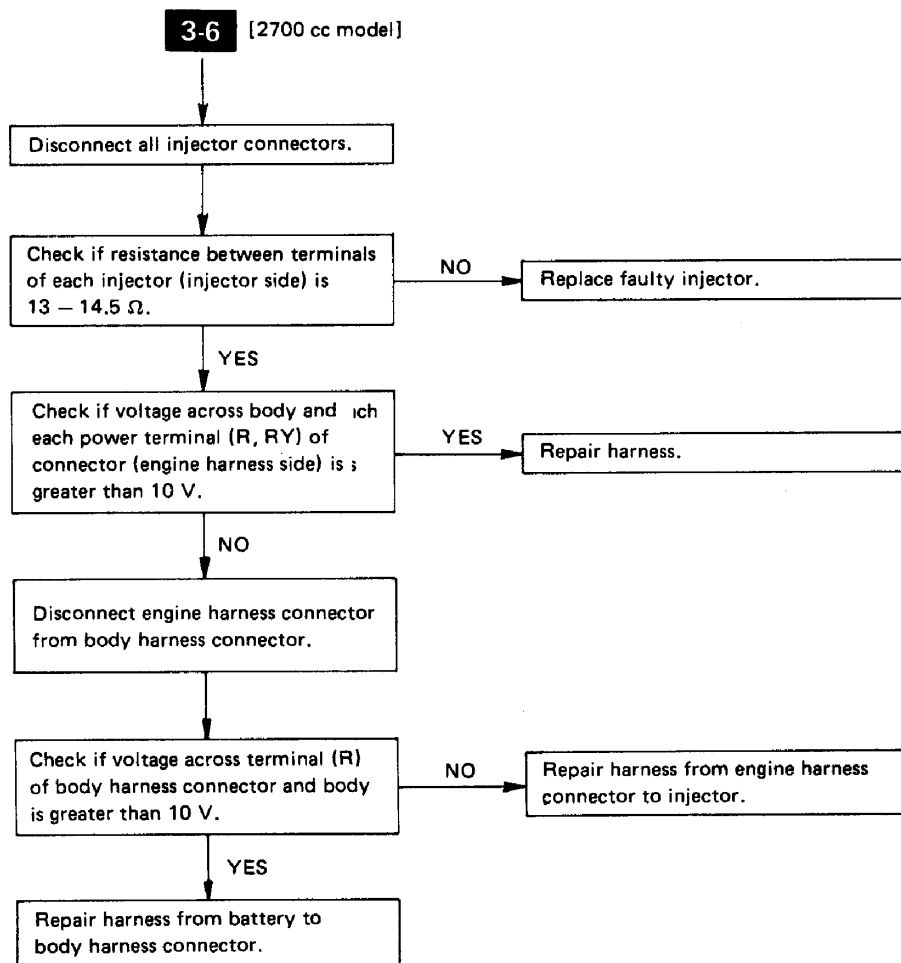 3-6 [2700 cc model]
Disconnect all injector connectors.
Check if resistance between terminals
of each injector (injector side) is
13 – 14.5 Ω.
NO
Replace faulty injector.
YES
Check if voltage across body and ich
each power terminal (R, RY) of
connector (engine harness side) is s
greater than 10 V.
YES
Repair harness.
NO
Disconnect engine harness connector
from body harness connector.
Check if voltage across terminal (R)
of body harness connector and body
is greater than 10 V.
NO
Repair harness from engine harness
connector to injector.
YES
Repair harness from battery to
body harness connector.